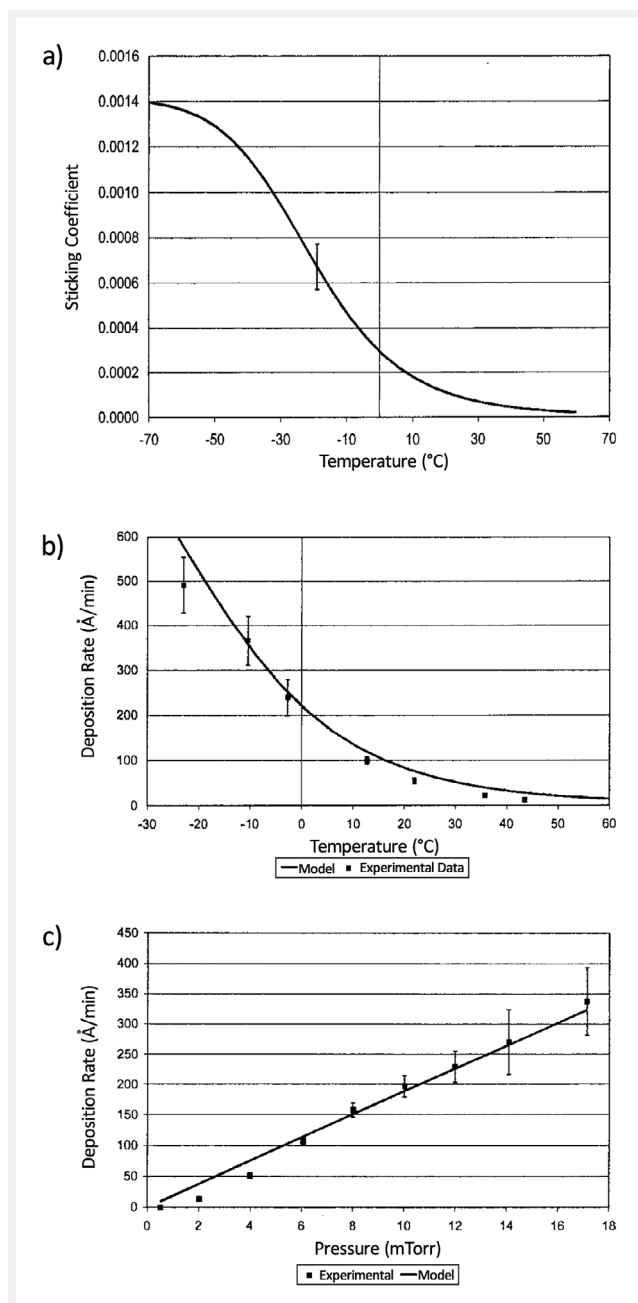 a)
0.0016
0.0014
0.0012
0.0010
0.0008
0.0006
0.0004
0.0002
0.0000
Sticking Coefficient
-70 -50 -30 -10 10 30 50 70
Temperature (°C)
b)
600
500
400
300
200
100
0
Deposition Rate (Å/min)
-30 -20 -10 0 10 20 30 40 50 60
Temperature (°C)
Model Experimental Data
c)
450
400
350
300
250
200
150
100
50
0
Deposition Rate (Å/min)
0 2 4 6 8 10 12 14 16 18
Pressure (mTorr)
Experimental Model